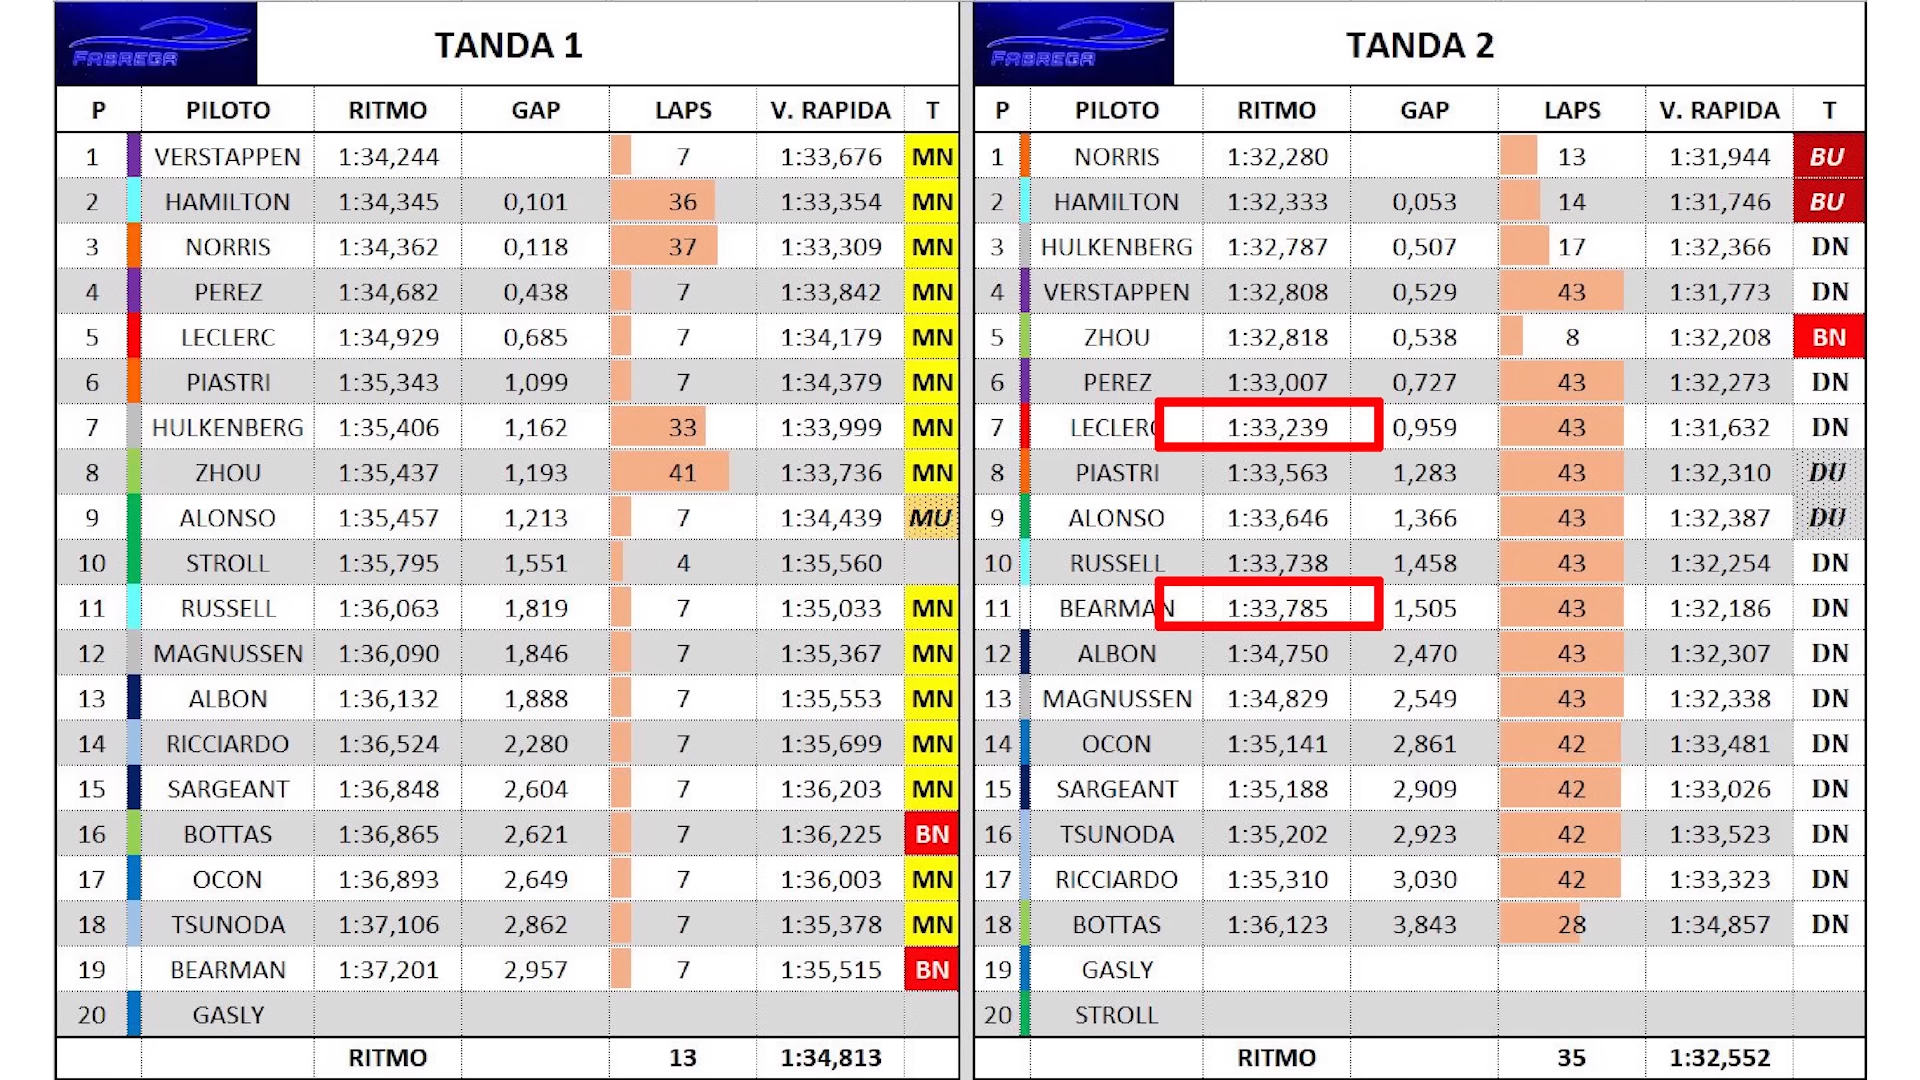 FABREGA
TANDA 1
P PILOTO RITMO GAP LAPS V. RAPIDA T
1 VERSTAPPEN 1:34,244 7 1:33,676 MN
2 HAMILTON 1:34,345 0,101 36 1:33,354 MN
3 NORRIS 1:34,362 0,118 37 1:33,309 MN
4 PEREZ 1:34,682 0,438 7 1:33,842 MN
5 LECLERC 1:34,929 0,685 7 1:34,179 MN
6 PIASTRI 1:35,343 1,099 7 1:34,379 MN
7 HULKENBERG 1:35,406 1,162 33 1:33,999 MN
8 ZHOU 1:35,437 1,193 41 1:33,736 MN
9 ALONSO 1:35,457 1,213 7 1:34,439 MU
10 STROLL 1:35,795 1,551 4 1:35,560
11 RUSSELL 1:36,063 1,819 7 1:35,033 MN
12 MAGNUSSEN 1:36,090 1,846 7 1:35,367 MN
13 ALBON 1:36,132 1,888 7 1:35,553 MN
14 RICCIARDO 1:36,524 2,280 7 1:35,699 MN
15 SARGEANT 1:36,848 2,604 7 1:36,203 MN
16 BOTTAS 1:36,865 2,621 7 1:36,225 BN
17 OCON 1:36,893 2,649 7 1:36,003 MN
18 TSUNODA 1:37,106 2,862 7 1:35,378 MN
19 BEARMAN 1:37,201 2,957 7 1:35,515 BN
20 GASLY
RITMO 13 1:34,813
FABREGA
TANDA 2
P PILOTO RITMO GAP LAPS V. RAPIDA T
1 NORRIS 1:32,280 13 1:31,944 BU
2 HAMILTON 1:32,333 0,053 14 1:31,746 BU
3 HULKENBERG 1:32,787 0,507 17 1:32,366 DN
4 VERSTAPPEN 1:32,808 0,529 43 1:31,773 DN
5 ZHOU 1:32,818 0,538 8 1:32,208 BN
6 PEREZ 1:33,007 0,727 43 1:32,273 DN
7 LECLERC 1:33,239 0,959 43 1:31,632 DN
8 PIASTRI 1:33,563 1,283 43 1:32,310 DU
9 ALONSO 1:33,646 1,366 43 1:32,387 DU
10 RUSSELL 1:33,738 1,458 43 1:32,254 DN
11 BEARMAN 1:33,785 1,505 43 1:32,186 DN
12 ALBON 1:34,750 2,470 43 1:32,307 DN
13 MAGNUSSEN 1:34,829 2,549 43 1:32,338 DN
14 OCON 1:35,141 2,861 42 1:33,481 DN
15 SARGEANT 1:35,188 2,909 42 1:33,026 DN
16 TSUNODA 1:35,202 2,923 42 1:33,523 DN
17 RICCIARDO 1:35,310 3,030 42 1:33,323 DN
18 BOTTAS 1:36,123 3,843 28 1:34,857 DN
19 GASLY
20 STROLL
RITMO 35 1:32,552